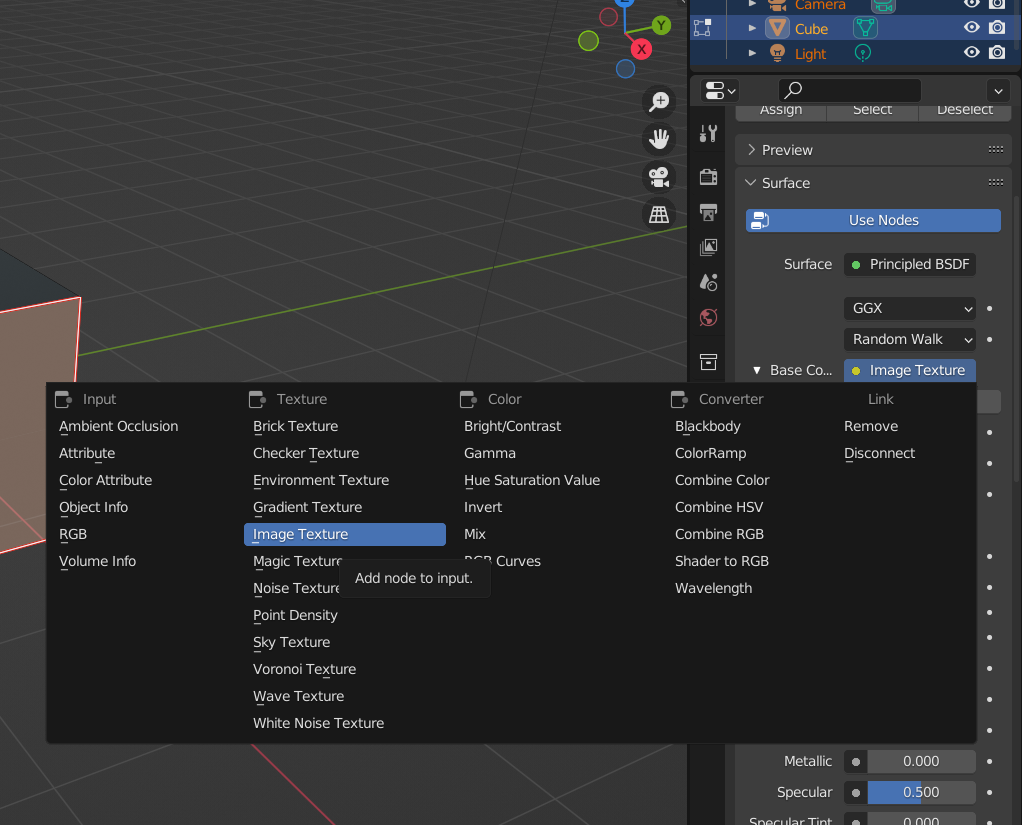 Camera
Y
Cube
X
Light
Assign Select Deselect
Preview
Surface
Use Nodes
Surface Principled BSDF
GGX
Random Walk
Base Co... Image Texture
Input Texture Color Converter Link
Ambient Occlusion Brick Texture Bright/Contrast Blackbody Remove
Attribute Checker Texture Gamma ColorRamp Disconnect
Color Attribute Environment Texture Hue Saturation Value Combine Color
Object Info Gradient Texture Invert Combine HSV
RGB Image Texture Mix Combine RGB
Volume Info Magic Texture RGB Curves Shader to RGB
Add node to input.
Noise Texture Wavelength
Point Density
Sky Texture
Voronoi Texture
Wave Texture
White Noise Texture
Metallic 0.000
Specular 0.500
Specular Tint 0.000